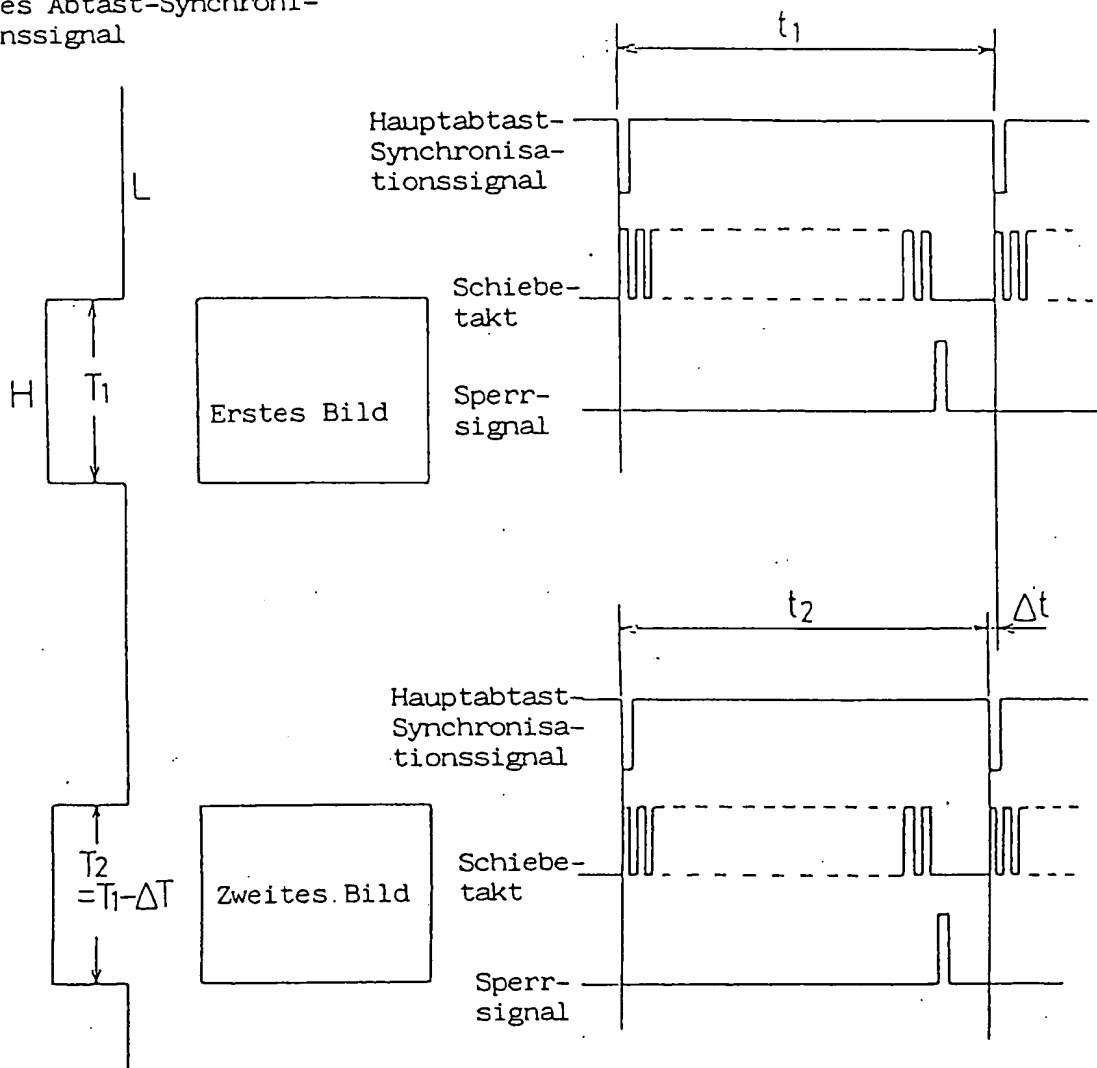 es Abtast-Synchroni-
nssignal
t1
Hauptabtast-
Synchronisa-
tionssignal
L
Schiebe-
takt
H
T1
Erstes Bild
Sperr-
signal
t2
Δt
Hauptabtast-
Synchronisa-
tionssignal
T2
=T1-ΔT
Zweites Bild
Schiebe-
takt
Sperr-
signal